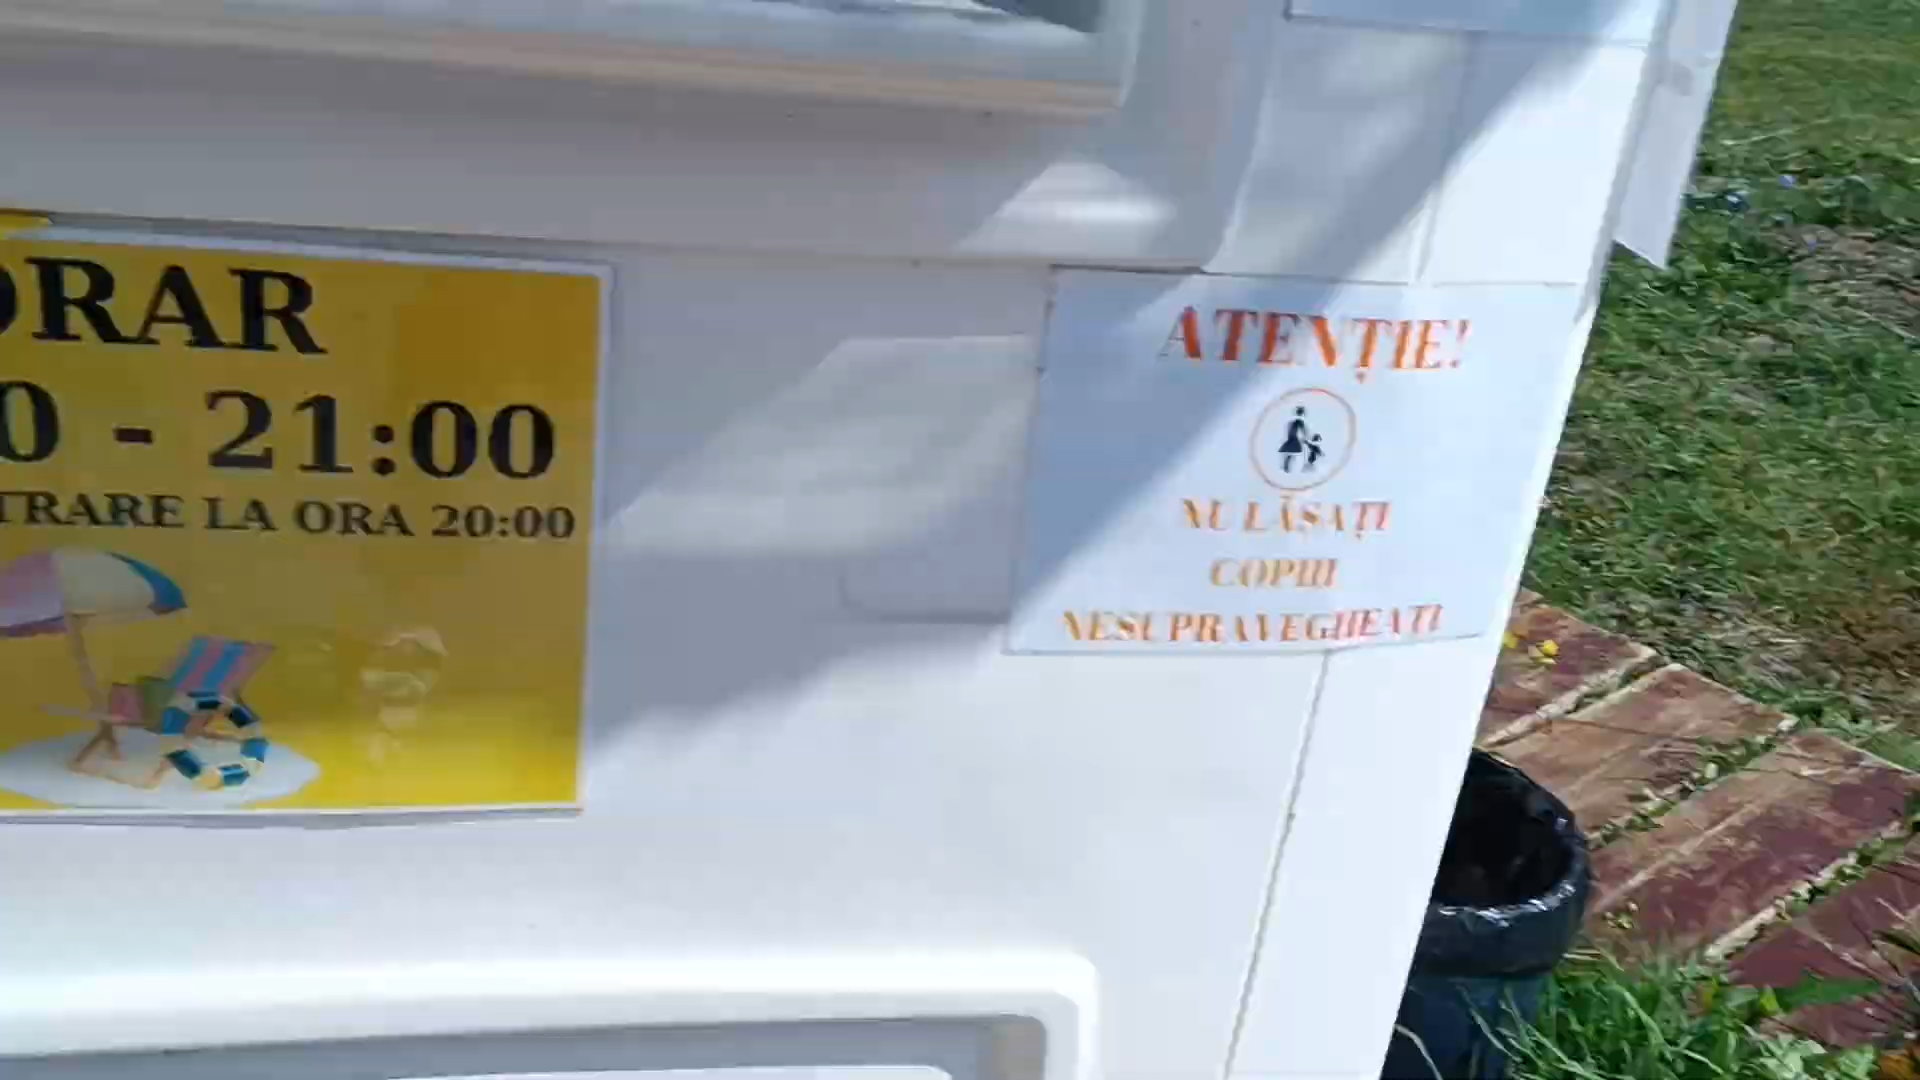 ORAR
0 - 21:00
TRARE LA ORA 20:00
ATENȚIE!
NU LĂSAȚI
COPIII
NESUPRAVEGHEAȚI